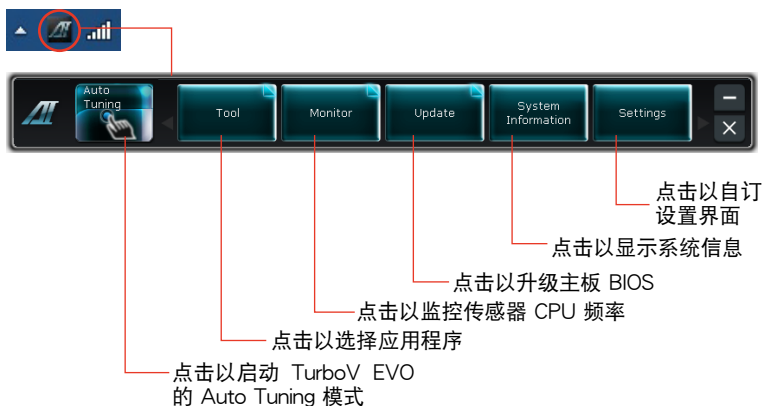 Auto
Tuning
Tool
Monitor
Update
System
Information
Settings
点击以自订
设置界面
点击以显示系统信息
点击以升级主板 BIOS
点击以监控传感器 CPU 频率
点击以选择应用程序
点击以启动 TurboV EVO
的 Auto Tuning 模式